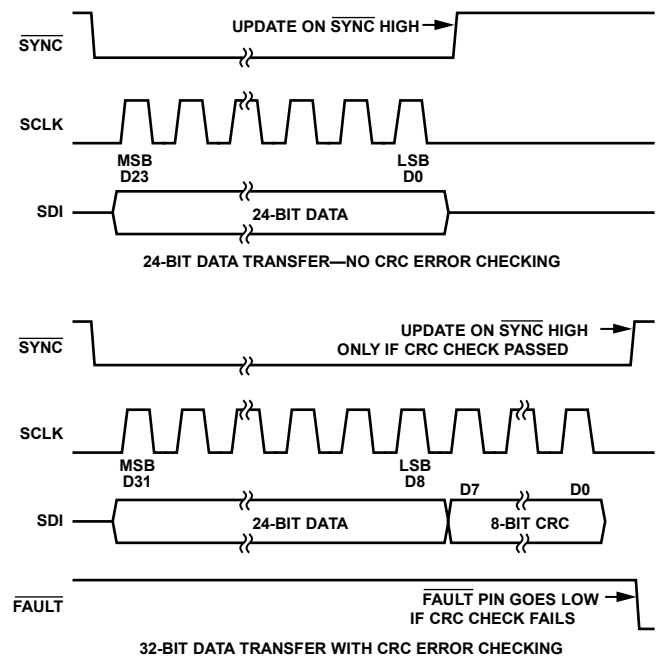 UPDATE ON SYNC HIGH
SYNC
SCLK
MSB
D23
LSB
D0
SDI
24-BIT DATA
24-BIT DATA TRANSFER—NO CRC ERROR CHECKING
UPDATE ON SYNC HIGH
ONLY IF CRC CHECK PASSED
SYNC
SCLK
MSB
D31
LSB
D8
D7
D0
SDI
24-BIT DATA
8-BIT CRC
FAULT
FAULT PIN GOES LOW
IF CRC CHECK FAILS
32-BIT DATA TRANSFER WITH CRC ERROR CHECKING